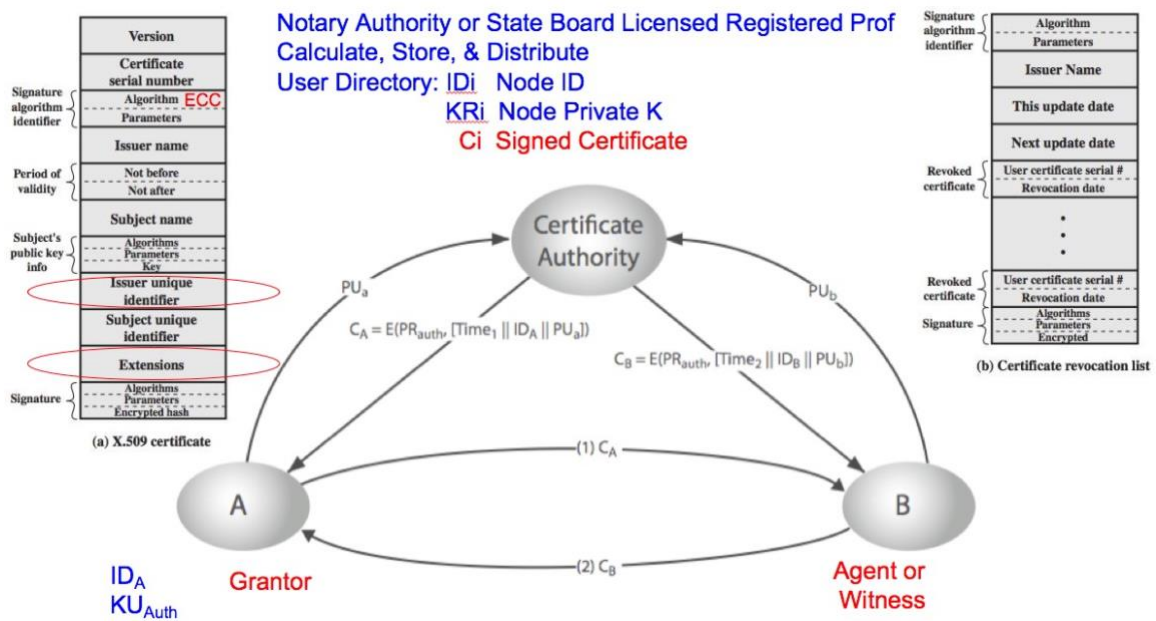 Notary Authority or State Board Licensed Registered Prof
Calculate, Store, & Distribute
User Directory: IDi Node ID
KRi Node Private K
Ci Signed Certificate
Version
Certificate
serial number
Signature
algorithm
identifier
Algorithm ECC
Parameters
Issuer name
Period of
validity
Not before
Not after
Subject name
Subject's
public key
info
Algorithms
Parameters
Key
Issuer unique
identifier
Subject unique
identifier
Extensions
Signature
Algorithms
Parameters
Encrypted hash
(a) X.509 certificate
Signature
algorithm
identifier
Algorithm
Parameters
Issuer Name
This update date
Next update date
Revoked
certificate
User certificate serial #
Revocation date
Revoked
certificate
User certificate serial #
Revocation date
Signature
Algorithms
Parameters
Encrypted
(b) Certificate revocation list
Certificate
Authority
PUa
PUb
CA = E(PRauth, [Time1 || IDA || PUa])
CB = E(PRauth, [Time2 || IDB || PUb])
(1) CA
A
B
(2) CB
IDA
KUAuth
Grantor
Agent or
Witness